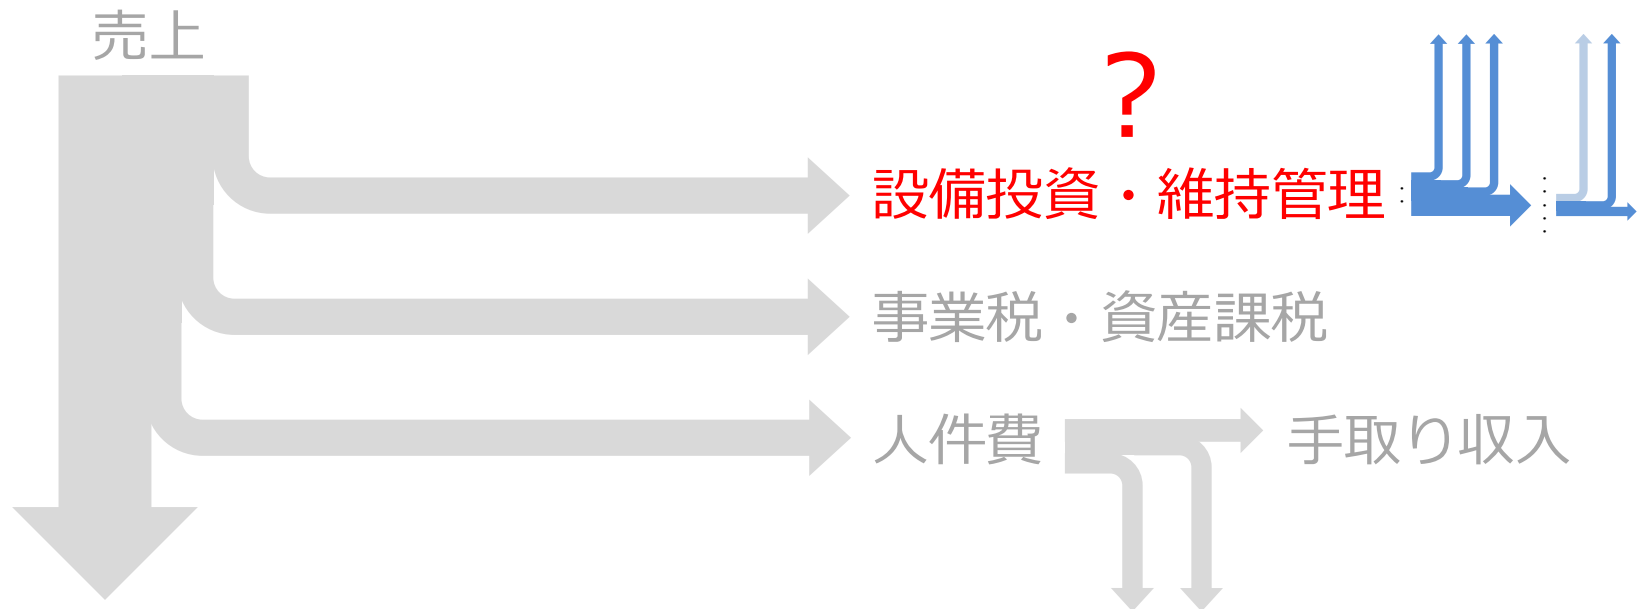 売上
?
設備投資・維持管理
事業税・資産課税
人件費
手取り収入